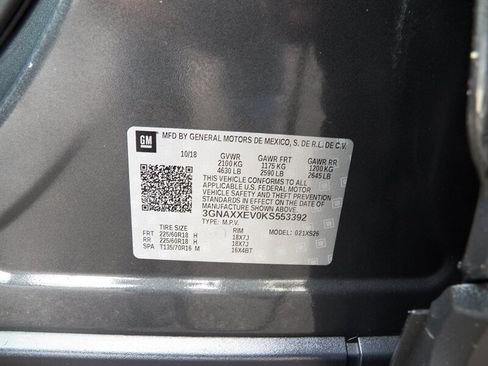 GM
MFD BY GENERAL MOTORS DE MEXICO, S. DE R.L. DE C.V.
10/18 GVWR GAWR FRT GAWR RR
2100 KG 1175 KG 1200 KG
4630 LB 2590 LB 2645 LB
THIS VEHICLE CONFORMS TO ALL
APPLICABLE U.S. FEDERAL MOTOR
VEHICLE SAFETY AND THEFT PREVENTION
STANDARDS IN EFFECT ON THE DATE OF
MANUFACTURE SHOWN ABOVE.
3GNAXXEV0KS553392
TYPE: M.P.V.
TIRE SIZE RIM MODEL: 021XS26
FRT 225/60R18 H 18X7J
RR 225/60R18 H 18X7J
SPA T135/70R16 M 16X4BT